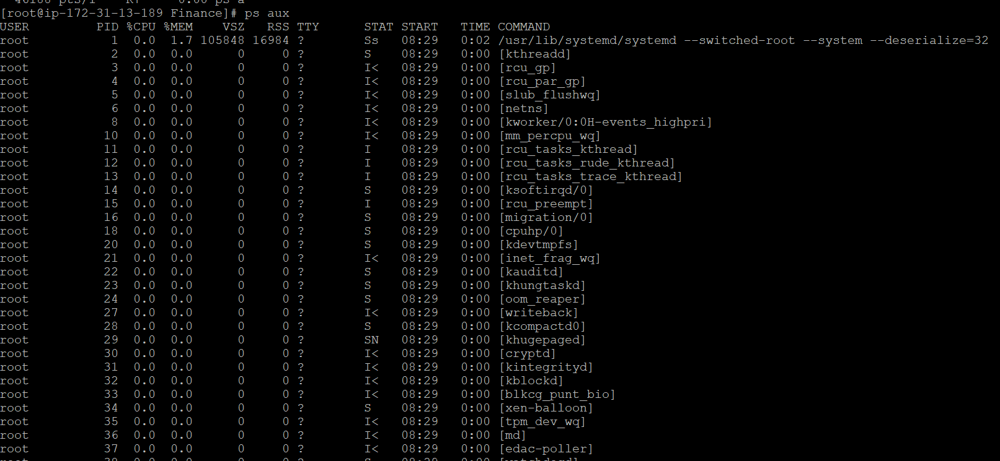 46188 pts/1    R+     0:00 ps a
[root@ip-172-31-13-189 Finance]# ps aux
USER         PID %CPU %MEM    VSZ   RSS TTY      STAT START   TIME COMMAND
root           1  0.0  1.7 105848 16984 ?        Ss   08:29   0:02 /usr/lib/systemd/systemd --switched-root --system --deserialize=32
root           2  0.0  0.0      0     0 ?        S    08:29   0:00 [kthreadd]
root           3  0.0  0.0      0     0 ?        I<   08:29   0:00 [rcu_gp]
root           4  0.0  0.0      0     0 ?        I<   08:29   0:00 [rcu_par_gp]
root           5  0.0  0.0      0     0 ?        I<   08:29   0:00 [slub_flushwq]
root           6  0.0  0.0      0     0 ?        I<   08:29   0:00 [netns]
root           8  0.0  0.0      0     0 ?        I<   08:29   0:00 [kworker/0:0H-events_highpri]
root          10  0.0  0.0      0     0 ?        I<   08:29   0:00 [mm_percpu_wq]
root          11  0.0  0.0      0     0 ?        I    08:29   0:00 [rcu_tasks_kthread]
root          12  0.0  0.0      0     0 ?        I    08:29   0:00 [rcu_tasks_rude_kthread]
root          13  0.0  0.0      0     0 ?        I    08:29   0:00 [rcu_tasks_trace_kthread]
root          14  0.0  0.0      0     0 ?        S    08:29   0:00 [ksoftirqd/0]
root          15  0.0  0.0      0     0 ?        I    08:29   0:00 [rcu_preempt]
root          16  0.0  0.0      0     0 ?        S    08:29   0:00 [migration/0]
root          18  0.0  0.0      0     0 ?        S    08:29   0:00 [cpuhp/0]
root          20  0.0  0.0      0     0 ?        S    08:29   0:00 [kdevtmpfs]
root          21  0.0  0.0      0     0 ?        I<   08:29   0:00 [inet_frag_wq]
root          22  0.0  0.0      0     0 ?        S    08:29   0:00 [kauditd]
root          23  0.0  0.0      0     0 ?        S    08:29   0:00 [khungtaskd]
root          24  0.0  0.0      0     0 ?        S    08:29   0:00 [oom_reaper]
root          27  0.0  0.0      0     0 ?        I<   08:29   0:00 [writeback]
root          28  0.0  0.0      0     0 ?        S    08:29   0:00 [kcompactd0]
root          29  0.0  0.0      0     0 ?        SN   08:29   0:00 [khugepaged]
root          30  0.0  0.0      0     0 ?        I<   08:29   0:00 [cryptd]
root          31  0.0  0.0      0     0 ?        I<   08:29   0:00 [kintegrityd]
root          32  0.0  0.0      0     0 ?        I<   08:29   0:00 [kblockd]
root          33  0.0  0.0      0     0 ?        I<   08:29   0:00 [blkcg_punt_bio]
root          34  0.0  0.0      0     0 ?        S    08:29   0:00 [xen-balloon]
root          35  0.0  0.0      0     0 ?        I<   08:29   0:00 [tpm_dev_wq]
root          36  0.0  0.0      0     0 ?        I<   08:29   0:00 [md]
root          37  0.0  0.0      0     0 ?        I<   08:29   0:00 [edac-poller]
root          38  0.0  0.0      0     0 ?        S    08:29   0:00 [watchdogd]